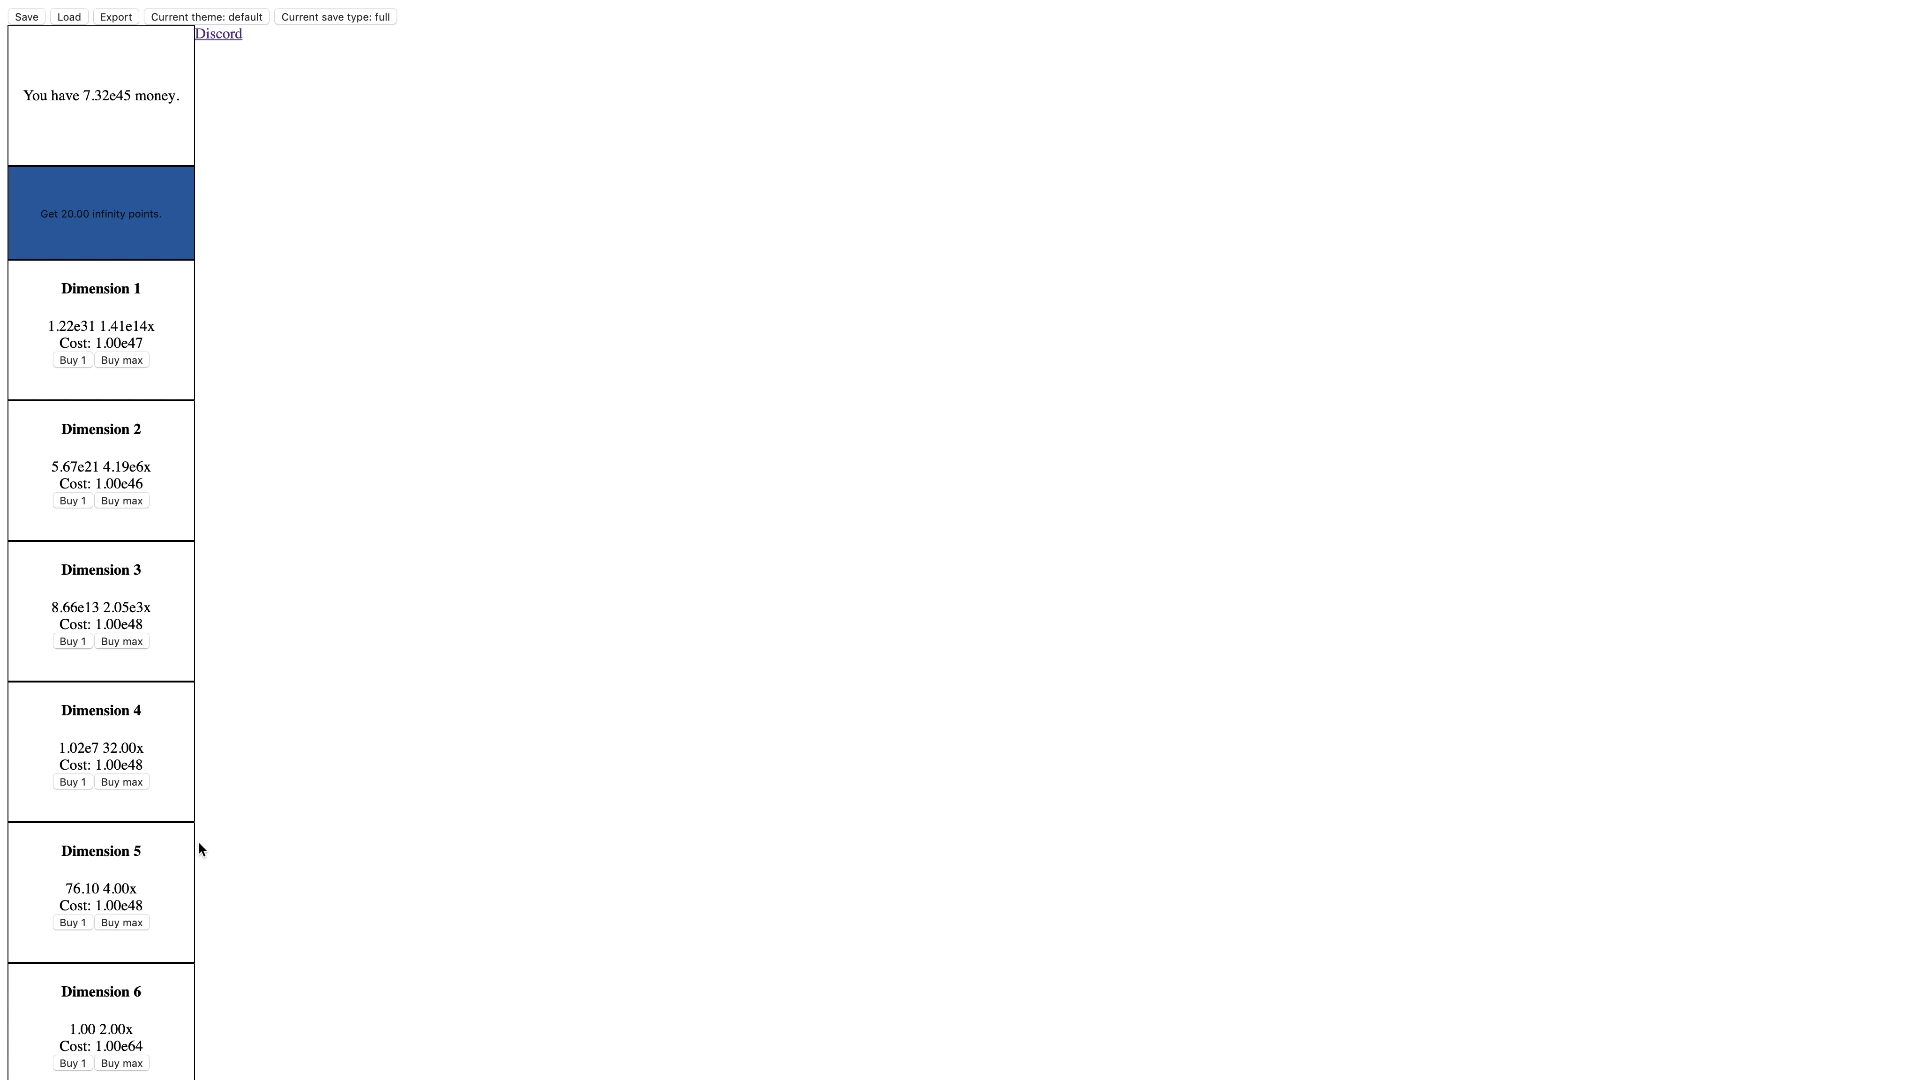 Save Load Export Current theme: default Current save type: full
Discord
You have 7.32e45 money.
Get 20.00 infinity points.
Dimension 1
1.22e31 1.41e14x
Cost: 1.00e47
Buy 1 Buy max
Dimension 2
5.67e21 4.19e6x
Cost: 1.00e46
Buy 1 Buy max
Dimension 3
8.66e13 2.05e3x
Cost: 1.00e48
Buy 1 Buy max
Dimension 4
1.02e7 32.00x
Cost: 1.00e48
Buy 1 Buy max
Dimension 5
76.10 4.00x
Cost: 1.00e48
Buy 1 Buy max
Dimension 6
1.00 2.00x
Cost: 1.00e64
Buy 1 Buy max